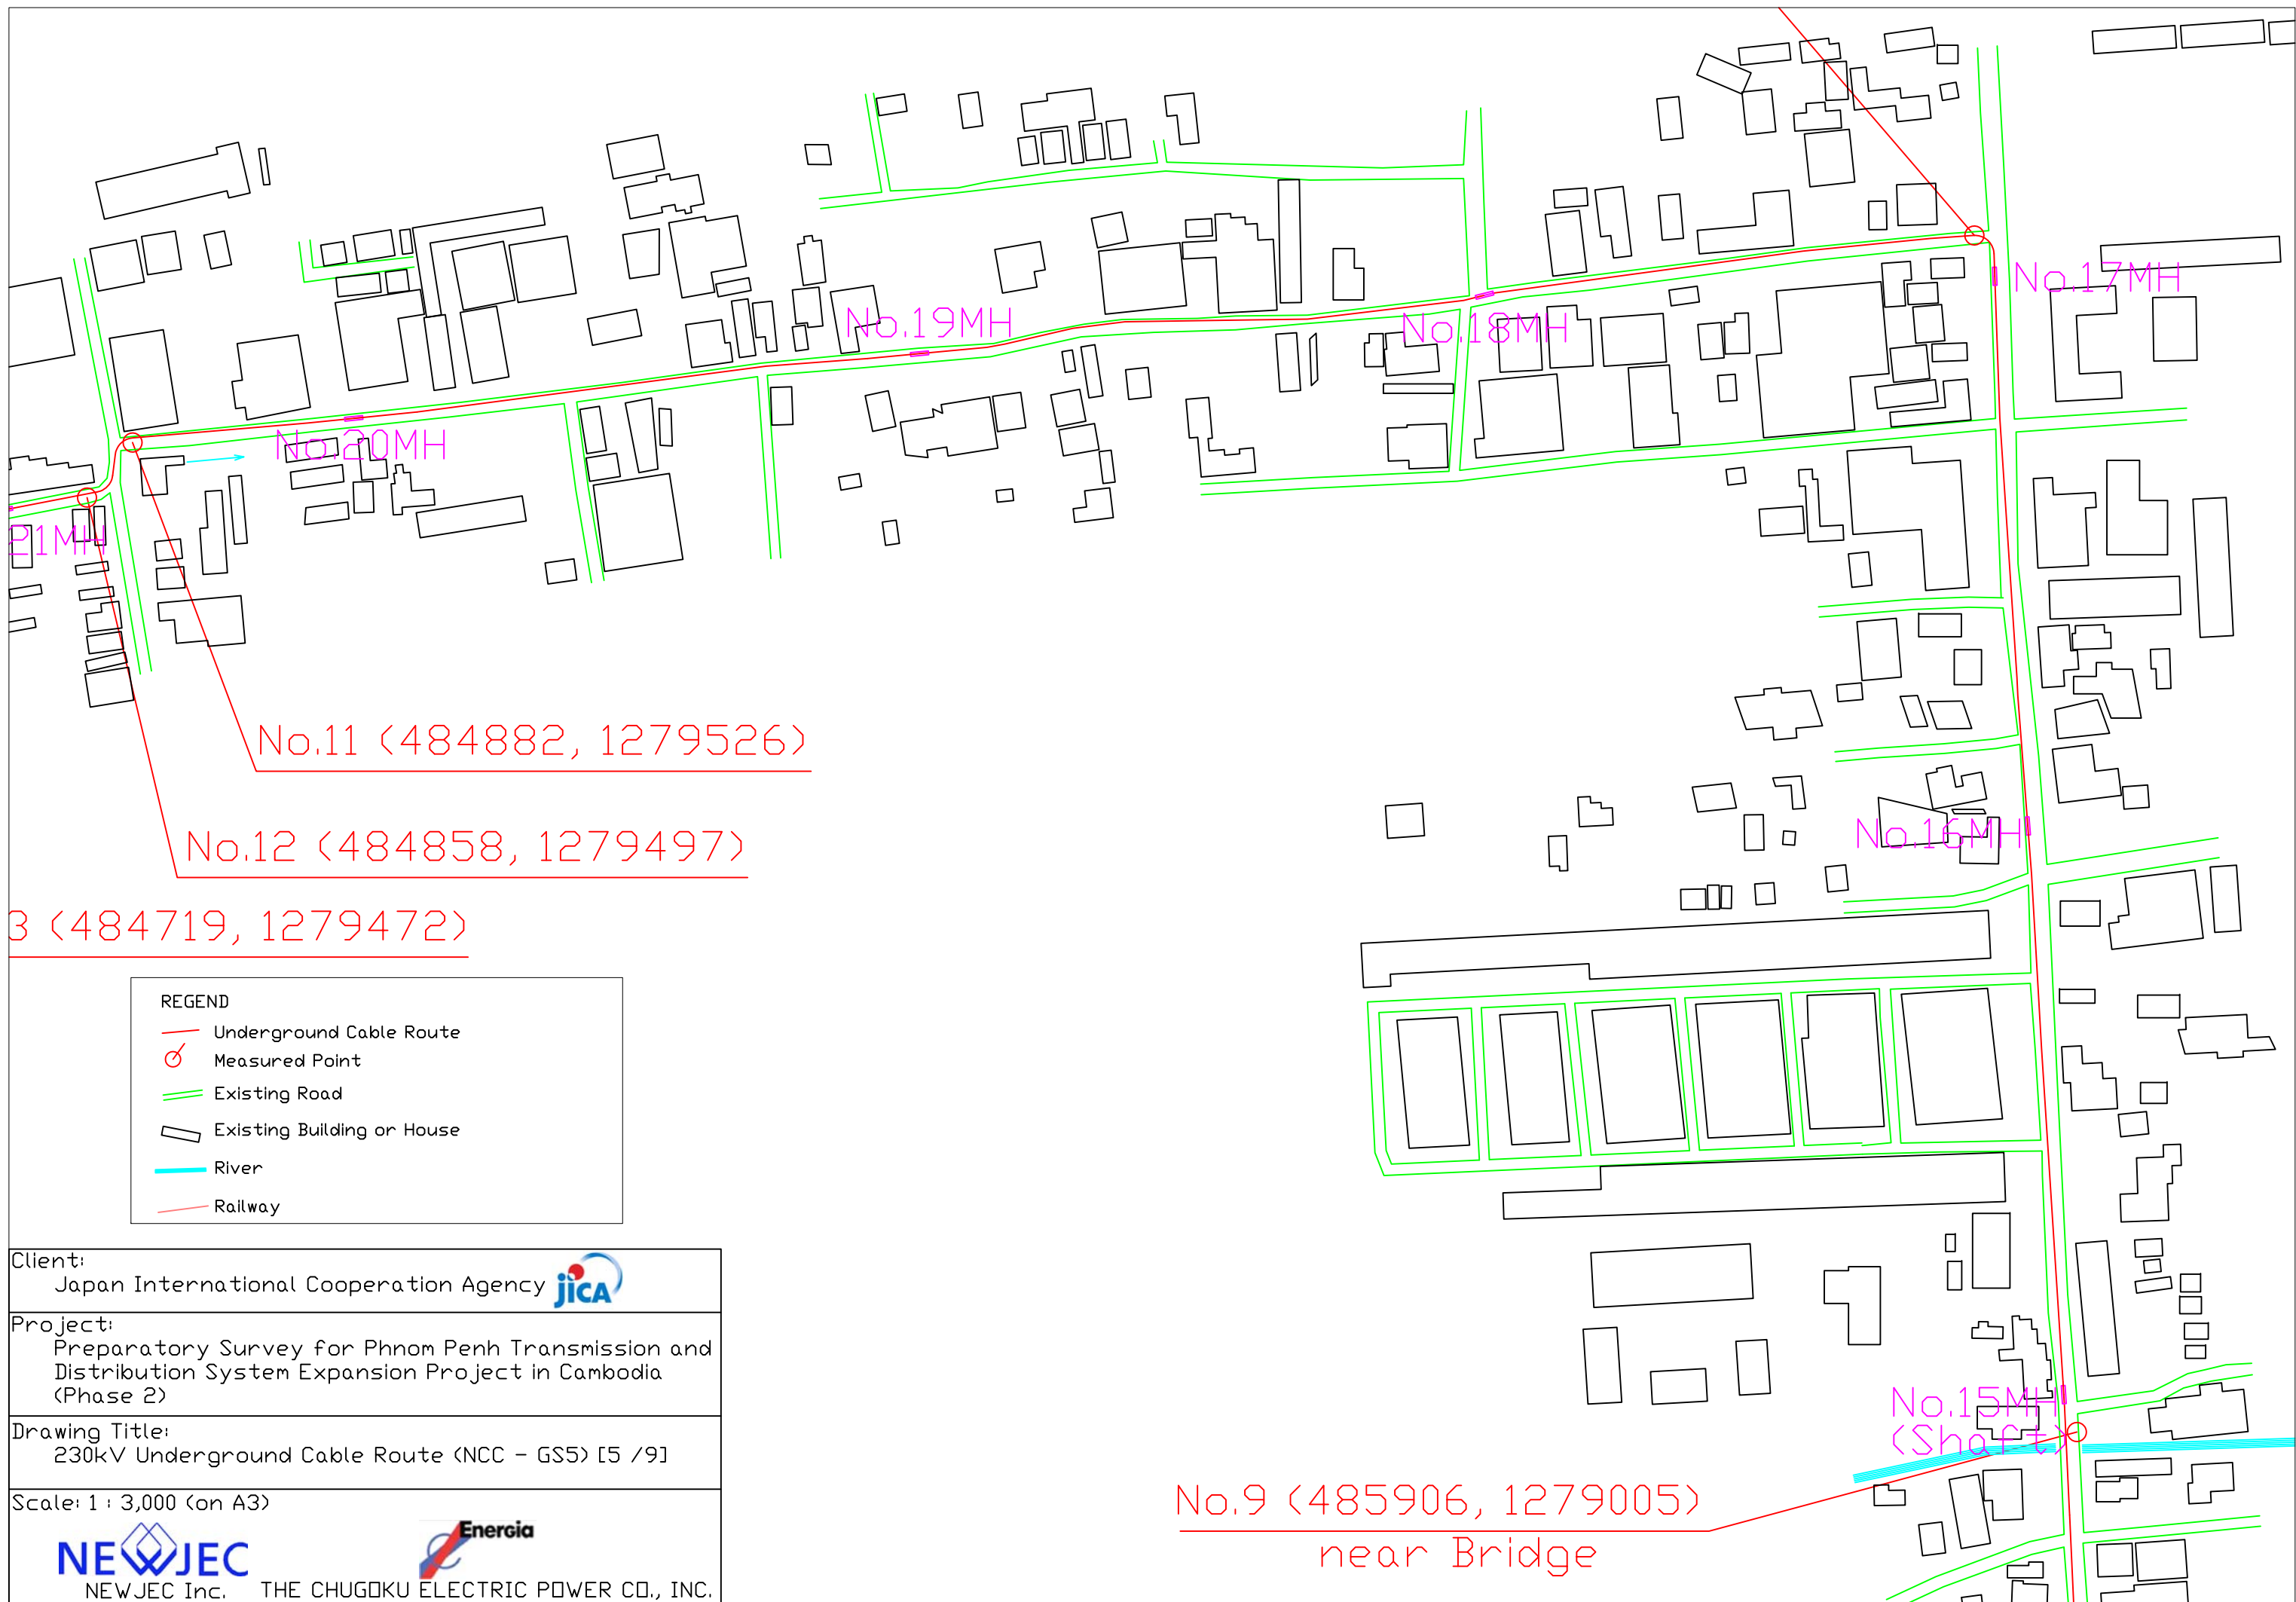 No.17MH
No.19MH
No.18MH
No.20MH
21MH
No.11 (484882, 1279526)
No.12 (484858, 1279497)
No.16MH
3 (484719, 1279472)
REGEND
Underground Cable Route
Measured Point
Existing Road
Existing Building or House
River
Railway
Client:
Japan International Cooperation Agency
jICA
Project:
Preparatory Survey for Phnom Penh Transmission and
Distribution System Expansion Project in Cambodia
(Phase 2)
Drawing Title:
230kV Underground Cable Route (NCC - GS5) [5 /9]
Scale: 1 : 3,000 (on A3)
NEWJEC
Energia
NEWJEC Inc.
THE CHUGOKU ELECTRIC POWER CO., INC.
No.15MH
(Shaft)
No.9 (485906, 1279005)
near Bridge